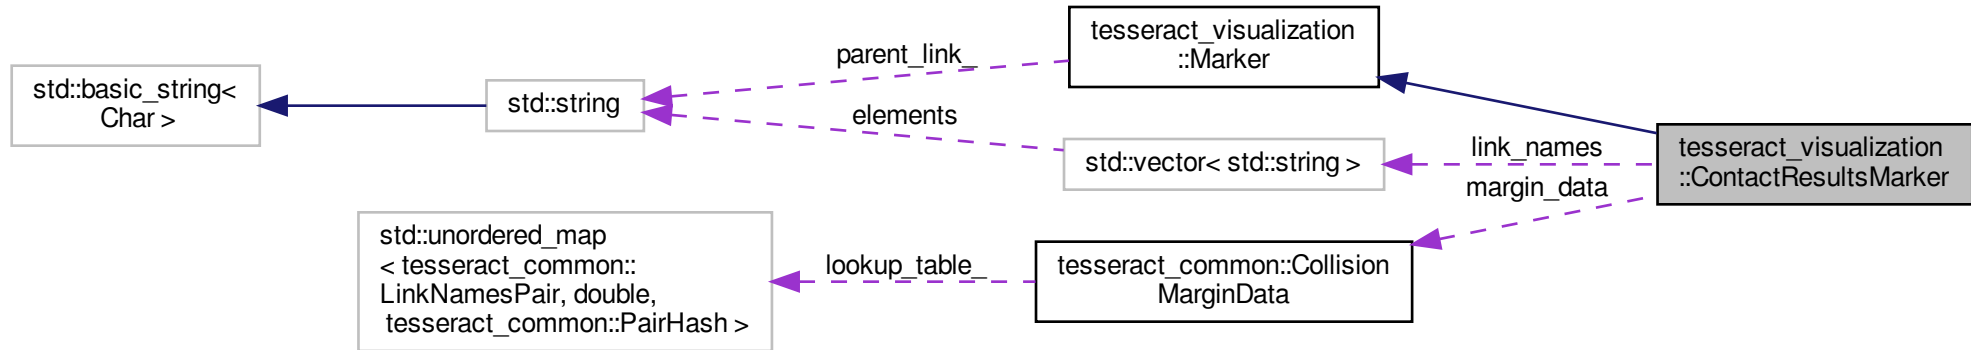 tesseract_visualization
::Marker
parent_link_
std::basic_string<
Char >
std::string
elements
std::vector< std::string >
link_names
margin_data
tesseract_visualization
::ContactResultsMarker
std::unordered_map
< tesseract_common::
LinkNamesPair, double,
tesseract_common::PairHash >
lookup_table_
tesseract_common::Collision
MarginData